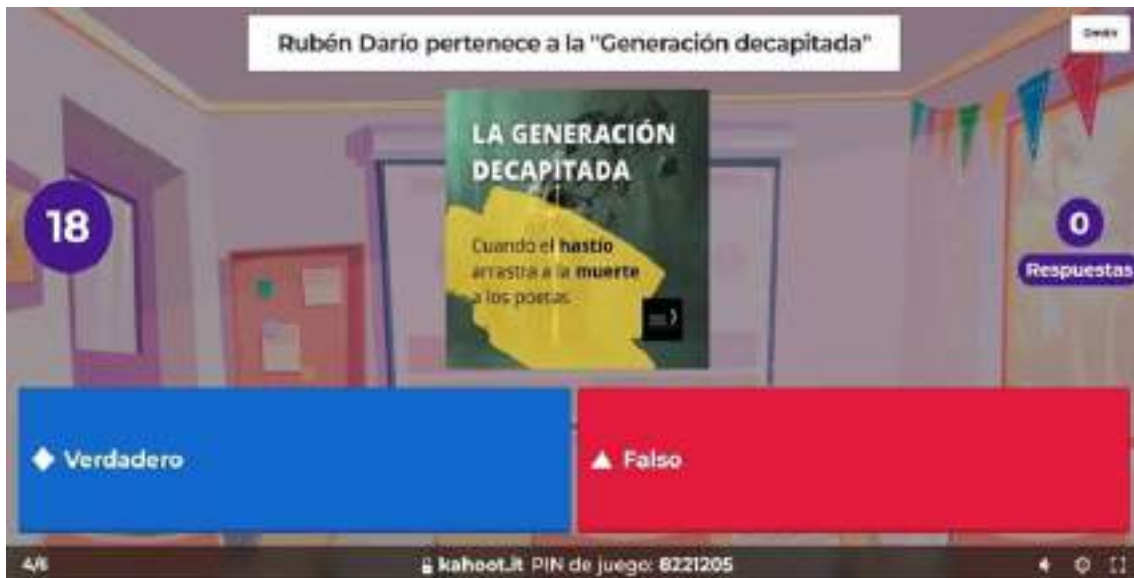 Rubén Darío pertenece a la "Generación decapitada"
LA GENERACIÓN
DECAPITADA
18
Cuando el hastío
arrastra a la muerte
a los poetas
0
Respuestas
Verdadero
Falso
4/6
kahoot.it PIN de juego: 8221205